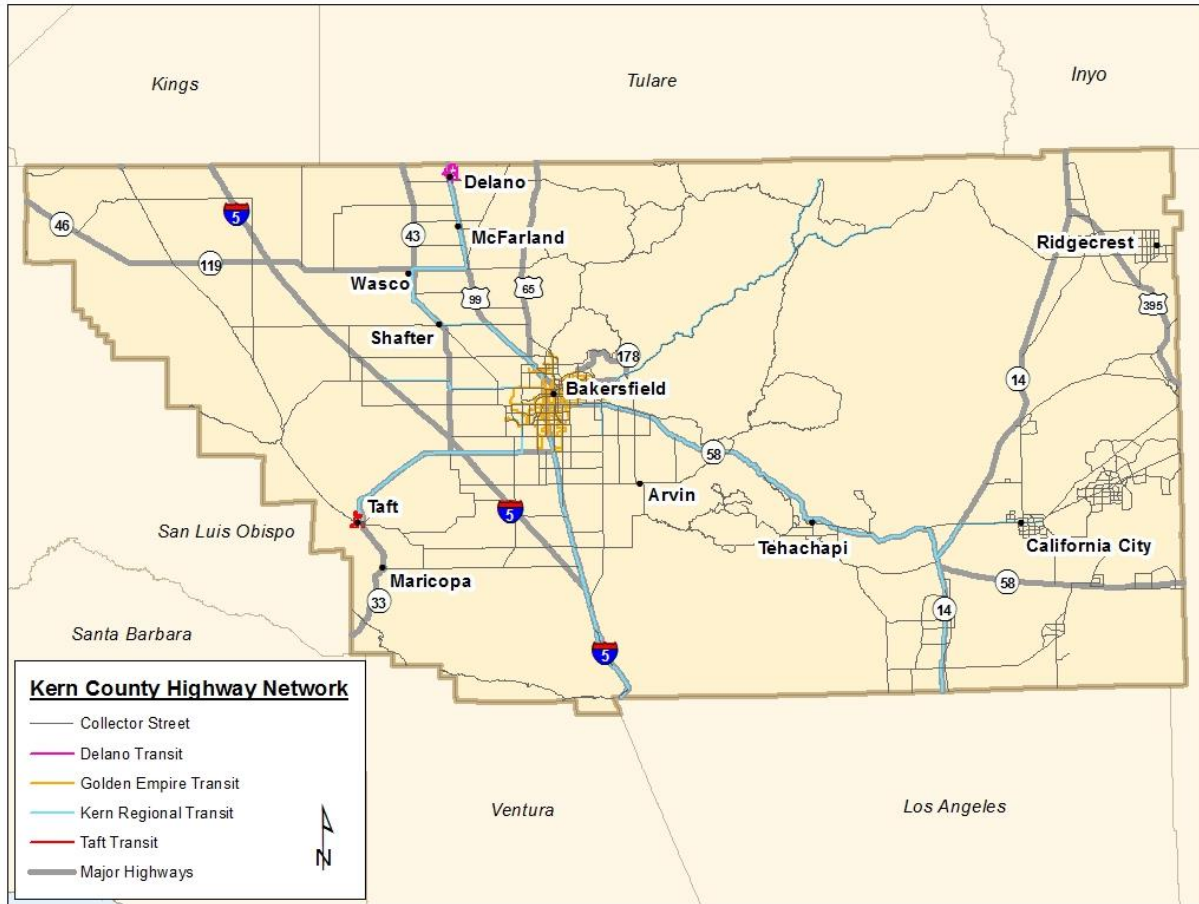 Kings
Tulare
Inyo
Delano
5
46
43
McFarland
Ridgecrest
119
Wasco
65
99
395
Shafter
178
14
Bakersfield
58
Arvin
Taft
5
San Luis Obispo
Tehachapi
California City
Maricopa
58
33
14
Santa Barbara
5
Kern County Highway Network
Collector Street
Delano Transit
Golden Empire Transit
Kern Regional Transit
Taft Transit
Major Highways
N
Ventura
Los Angeles